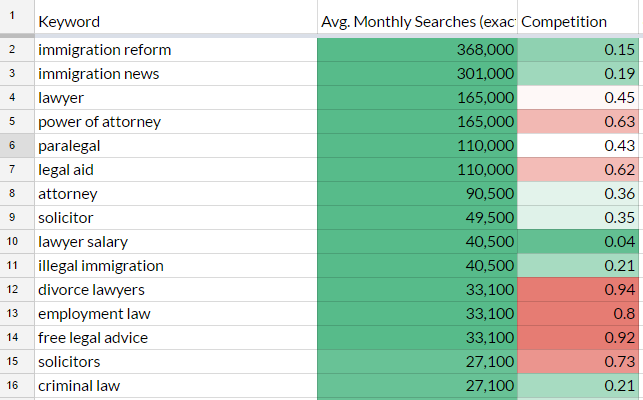 1 Keyword Avg. Monthly Searches (exac Competition
2 immigration reform 368,000 0.15
3 immigration news 301,000 0.19
4 lawyer 165,000 0.45
5 power of attorney 165,000 0.63
6 paralegal 110,000 0.43
7 legal aid 110,000 0.62
8 attorney 90,500 0.36
9 solicitor 49,500 0.35
10 lawyer salary 40,500 0.04
11 illegal immigration 40,500 0.21
12 divorce lawyers 33,100 0.94
13 employment law 33,100 0.8
14 free legal advice 33,100 0.92
15 solicitors 27,100 0.73
16 criminal law 27,100 0.21